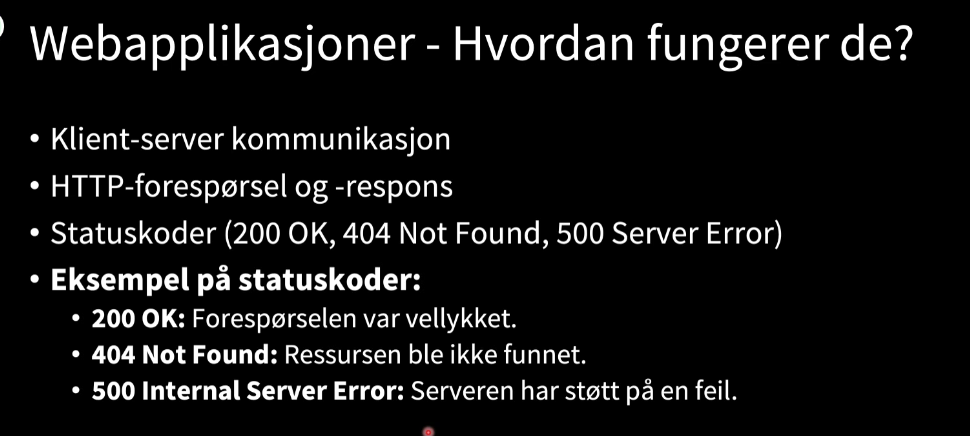 Webapplikasjoner - Hvordan fungerer de?
• Klient-server kommunikasjon
• HTTP-forespørsel og -respons
• Statuskoder (200 OK, 404 Not Found, 500 Server Error)
• Eksempel på statuskoder:
• 200 OK: Forespørselen var vellykket.
• 404 Not Found: Ressursen ble ikke funnet.
• 500 Internal Server Error: Serveren har støtt på en feil.